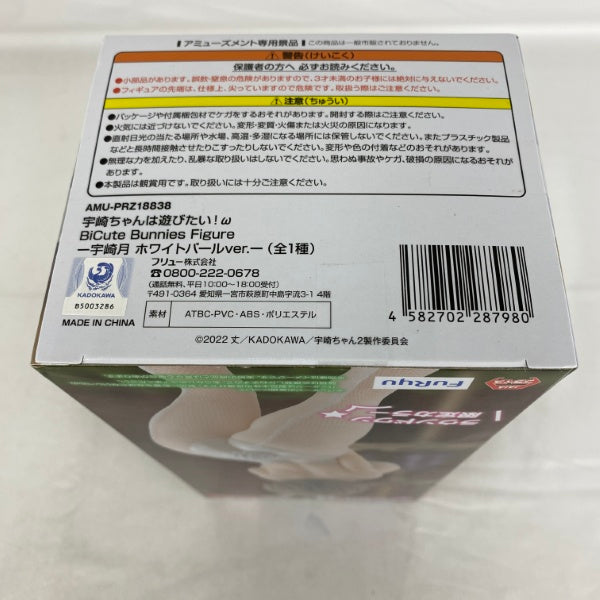 アミューズメント専用景品 この商品は一般市販されておりません。
警告(けいこく)
保護者の方へ 必ずお読みください。
●小部品があります。誤飲・窒息の危険がありますので、3才未満のお子様には絶対に与えないでください。
●フィギュアの先端は、仕様上、尖っていますので危険です。取扱う際はご注意ください。
注意(ちゅうい)
●パッケージや付属梱包材でケガをするおそれがあります。開封する際はご注意ください。
●火気には近づけないでください。変形・変質・火傷または火災の原因になります。
●直射日光の当たる場所や水場、高温・多湿になる場所には保管しないでください。またプラスチック製品
などと長時間接触させたりこすったりしないでください。変形や色の付着などのおそれがあります。
●無理な力を加えたり、乱暴な取り扱いはしないでください。思わぬ事故やケガ、破損の原因になるおそれが
あります。
●本製品は観賞用です。取り扱いには十分ご注意ください。
AMU-PRZ18838
宇崎ちゃんは遊びたい!ω
BiCute Bunnies Figure
ー宇崎月 ホワイトパールver.ー(全1種)
フリュー株式会社
☎0800-222-0678
(通話無料、平日10:00〜18:00受付)
〒491-0364 愛知県一宮市萩原町中島字流3-1 4階
KADOKAWA
B5003286
MADE IN CHINA
素材 ATBC-PVC・ABS・ポリエステル
4 582702 287980
©2022 丈/KADOKAWA/宇崎ちゃん2製作委員会
FuRyu
ラウンドワン
限定カラー